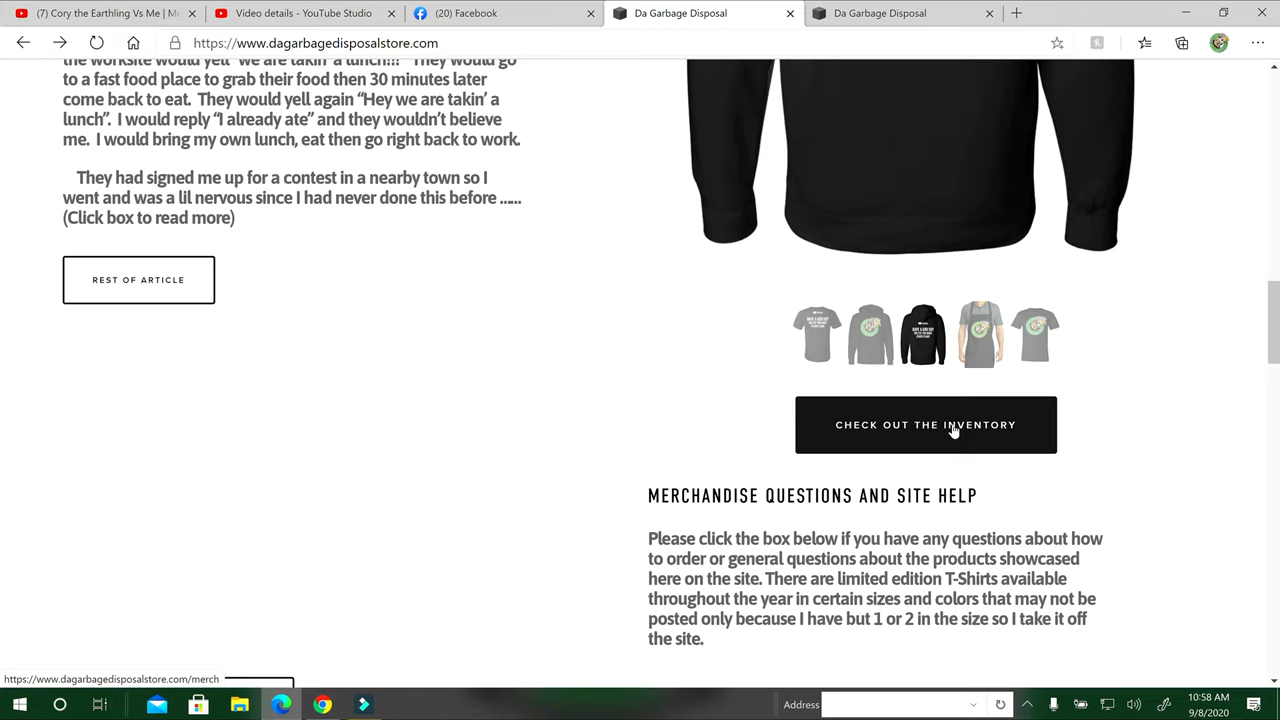 (7) Cory the Earthling Vs Me | M
Video details - YouTube Studio
(20) Facebook
Da Garbage Disposal
Da Garbage Disposal
https://www.dagarbagedisposalstore.com
the worksite would yell "we are takin' a lunch!!!" They would go
to a fast food place to grab their food then 30 minutes later
come back to eat. They would yell again “Hey we are takin’ a
lunch”. I would reply “I already ate” and they wouldn’t believe
me. I would bring my own lunch, eat then go right back to work.
They had signed me up for a contest in a nearby town so I
went and was a lil nervous since I had never done this before ......
(Click box to read more)
REST OF ARTICLE
CHECK OUT THE INVENTORY
MERCHANDISE QUESTIONS AND SITE HELP
Please click the box below if you have any questions about how
to order or general questions about the products showcased
here on the site. There are limited edition T-Shirts available
throughout the year in certain sizes and colors that may not be
posted only because I have but 1 or 2 in the size so I take it off
the site.
https://www.dagarbagedisposalstore.com/merch
Address
10:58 AM
9/8/2020